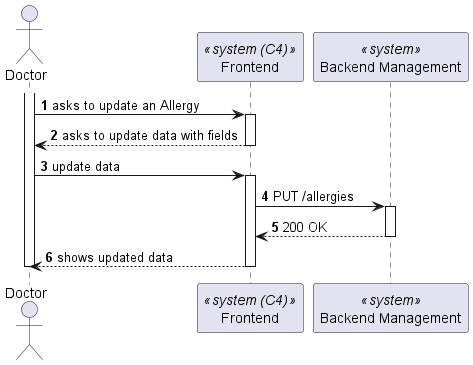 «system (C4)»
«system»
Doctor
Frontend
Backend Management
1 asks to update an Allergy
2 asks to update data with fields
3 update data
4 PUT /allergies
5 200 OK
6 shows updated data
Doctor
«system (C4)»
«system»
Frontend
Backend Management